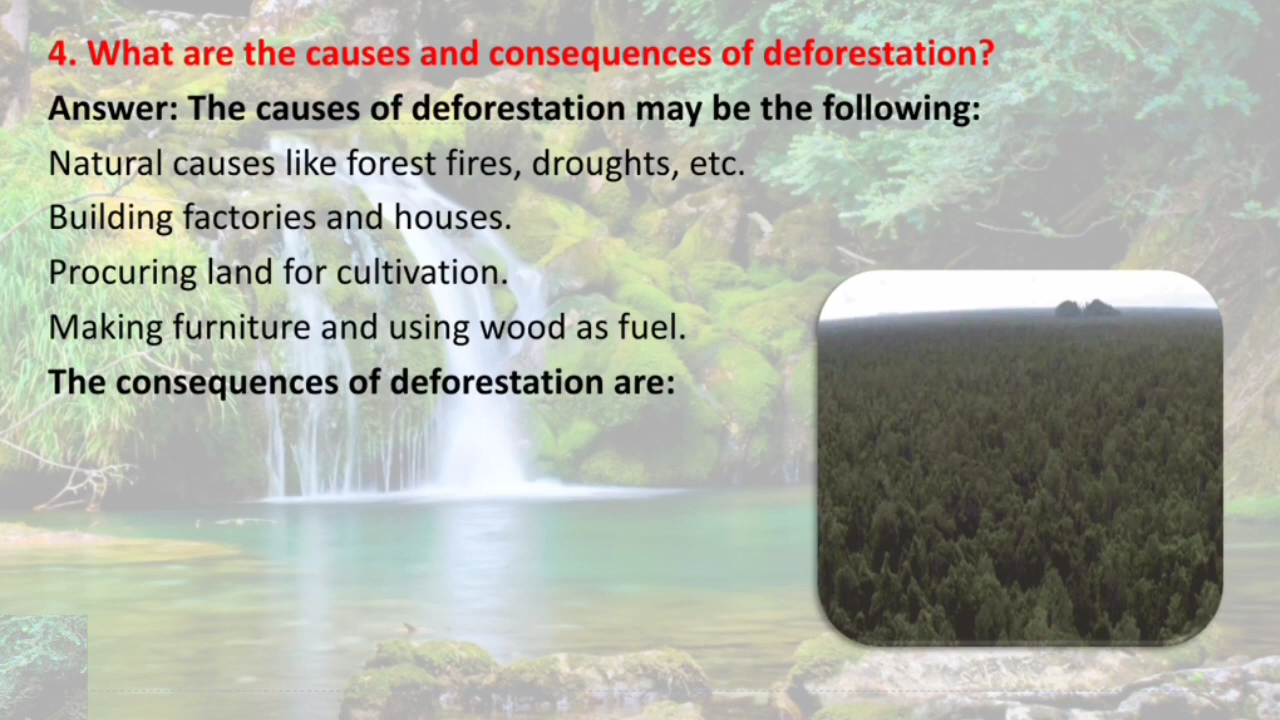 4. What are the causes and consequences of deforestation?
Answer: The causes of deforestation may be the following:
Natural causes like forest fires, droughts, etc.
Building factories and houses.
Procuring land for cultivation.
Making furniture and using wood as fuel.
The consequences of deforestation are: